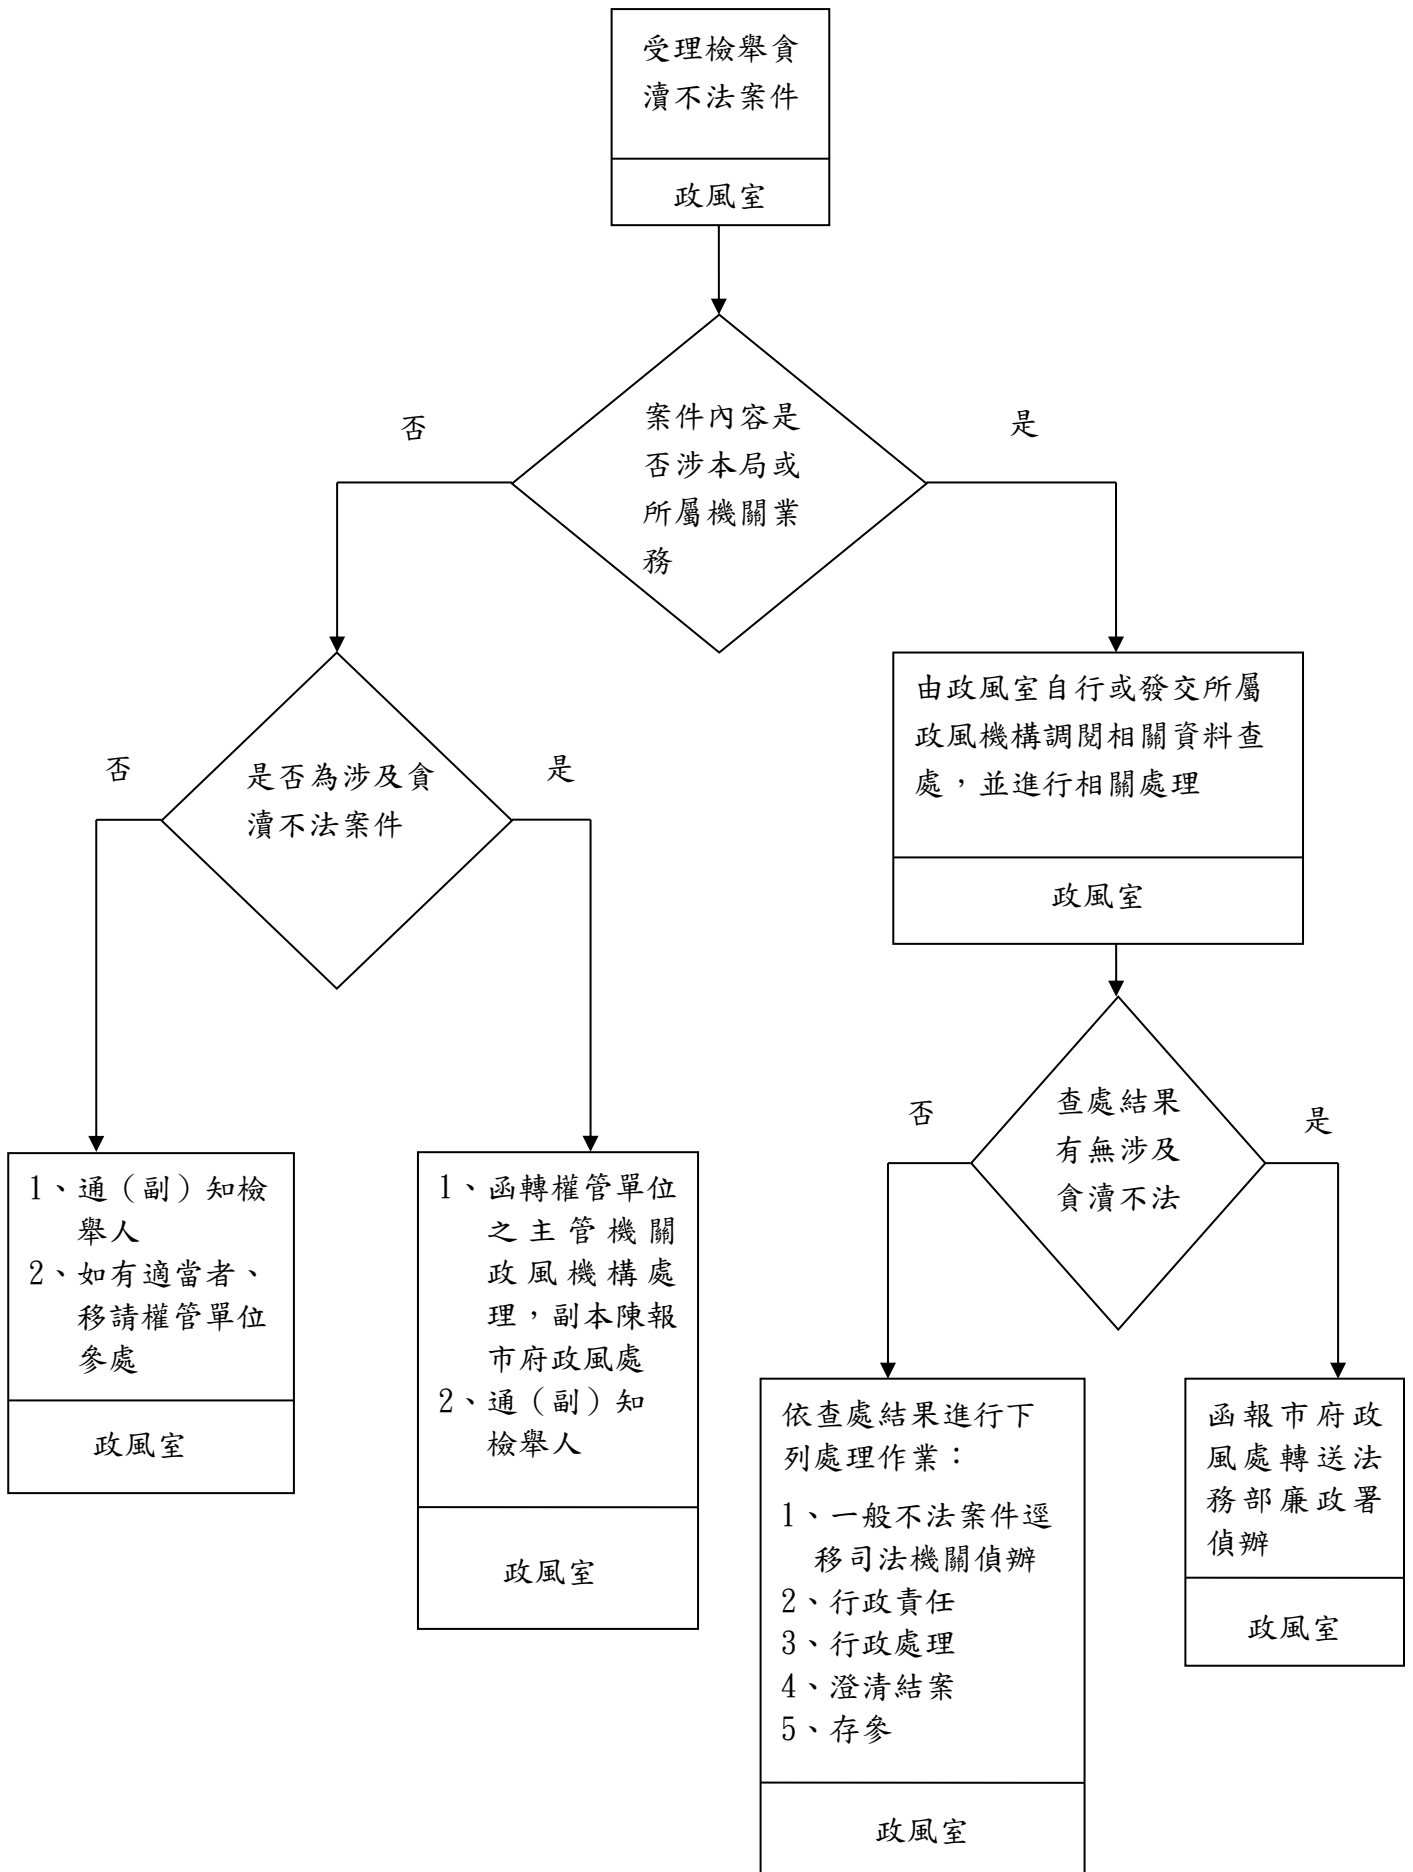 受理檢舉貪
瀆不法案件
政風室
案件內容是
否涉本局或
所屬機關業
務
否
是
是否為涉及貪
瀆不法案件
否
是
由政風室自行或發交所屬
政風機構調閱相關資料查
處，並進行相關處理
政風室
查處結果
有無涉及
貪瀆不法
否
是
1、通（副）知檢
舉人
2、如有適當者、
移請權管單位
參處
政風室
1、函轉權管單位
之主管機關
政風機構處
理，副本陳報
市府政風處
2、通（副）知
檢舉人
政風室
依查處結果進行下
列處理作業：
1、一般不法案件逕
移司法機關偵辦
2、行政責任
3、行政處理
4、澄清結案
5、存參
政風室
函報市府政
風處轉送法
務部廉政署
偵辦
政風室